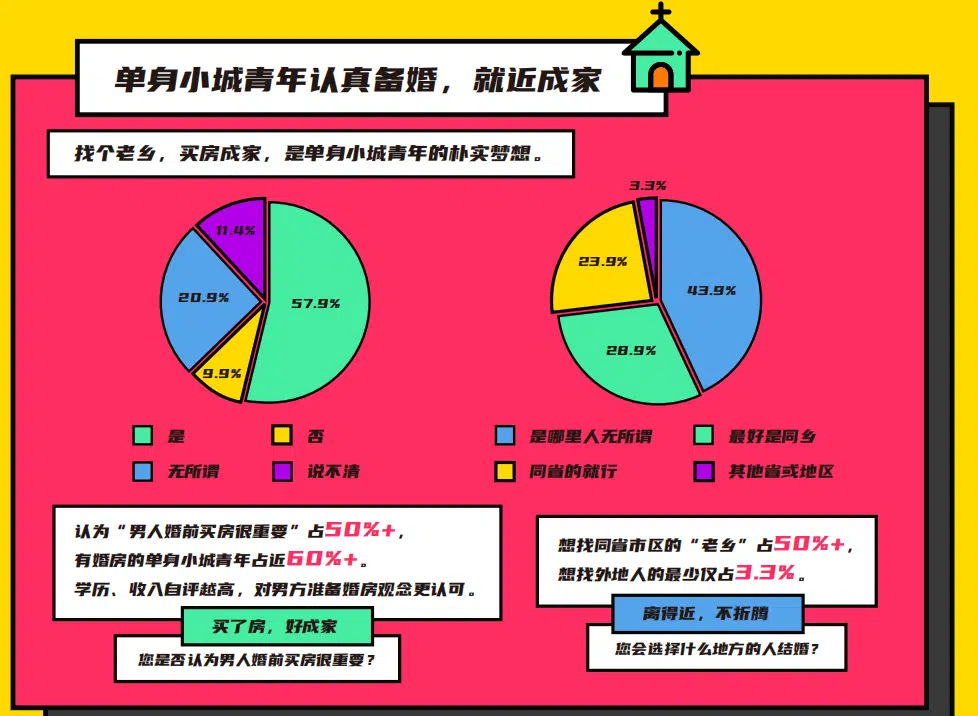 单身小城青年认真备婚，就近成家
找个老乡，买房成家，是单身小城青年的朴实梦想。
11.4%
20.9%
57.9%
9.9%
是
否
无所谓
说不清
3.3%
23.9%
43.9%
28.9%
是哪里人无所谓
最好是同乡
同省的就行
其他省或地区
认为“男人婚前买房很重要”占50%+，
有婚房的单身小城青年占近60%+。
学历、收入自评越高，对男方准备婚房观念更认可。
买了房，好成家
您是否认为男人婚前买房很重要？
想找同省市区的“老乡”占50%+，
想找外地人的最少仅占3.3%。
离得近，不折腾
您会选择什么地方的人结婚？